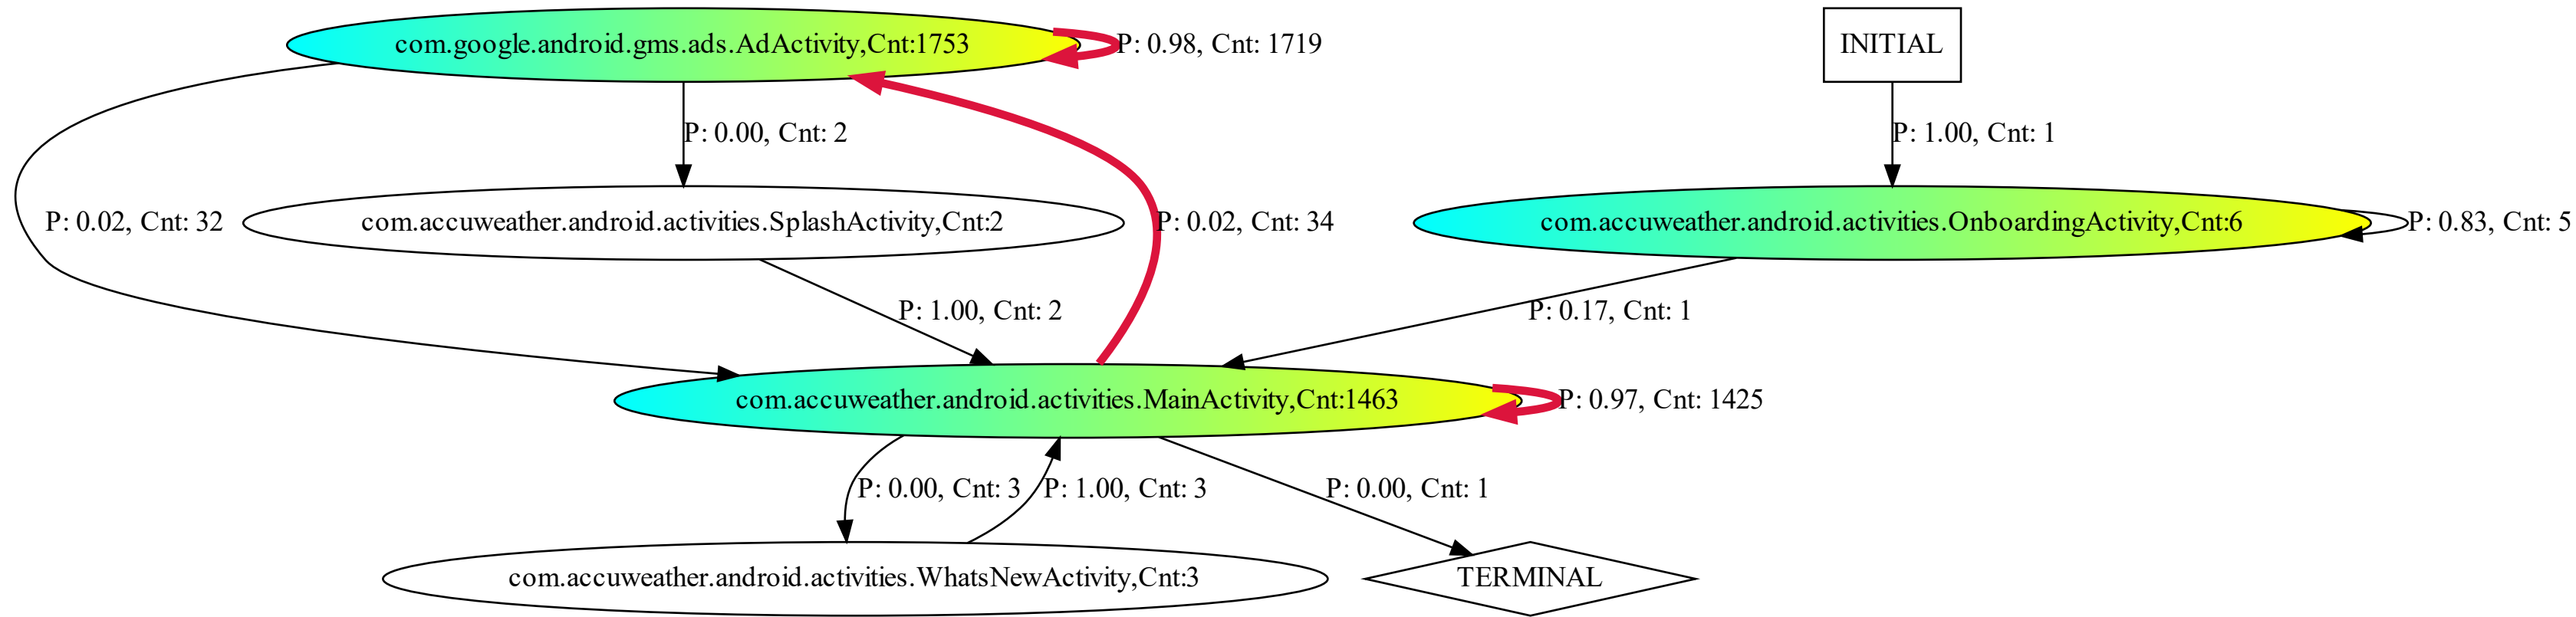 com.google.android.gms.ads.AdActivity,Cnt:1753
P: 0.98, Cnt: 1719
INITIAL
P: 0.00, Cnt: 2
P: 1.00, Cnt: 1
P: 0.02, Cnt: 32
com.accuweather.android.activities.SplashActivity,Cnt:2
P: 0.02, Cnt: 34
com.accuweather.android.activities.OnboardingActivity,Cnt:6
P: 0.83, Cnt: 5
P: 1.00, Cnt: 2
P: 0.17, Cnt: 1
com.accuweather.android.activities.MainActivity,Cnt:1463
P: 0.97, Cnt: 1425
P: 0.00, Cnt: 3
P: 1.00, Cnt: 3
P: 0.00, Cnt: 1
com.accuweather.android.activities.WhatsNewActivity,Cnt:3
TERMINAL